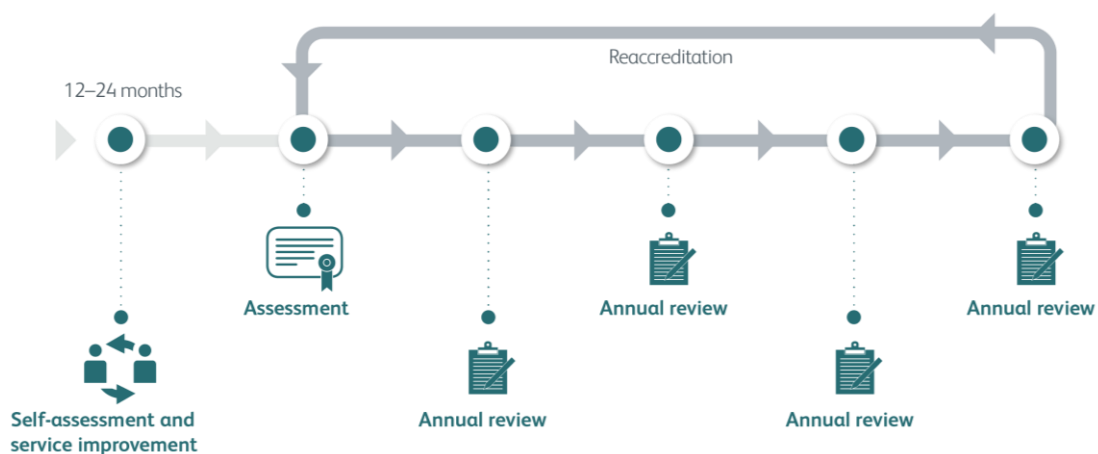 Reaccreditation
12–24 months
Assessment
Annual review
Annual review
Self-assessment and
service improvement
Annual review
Annual review